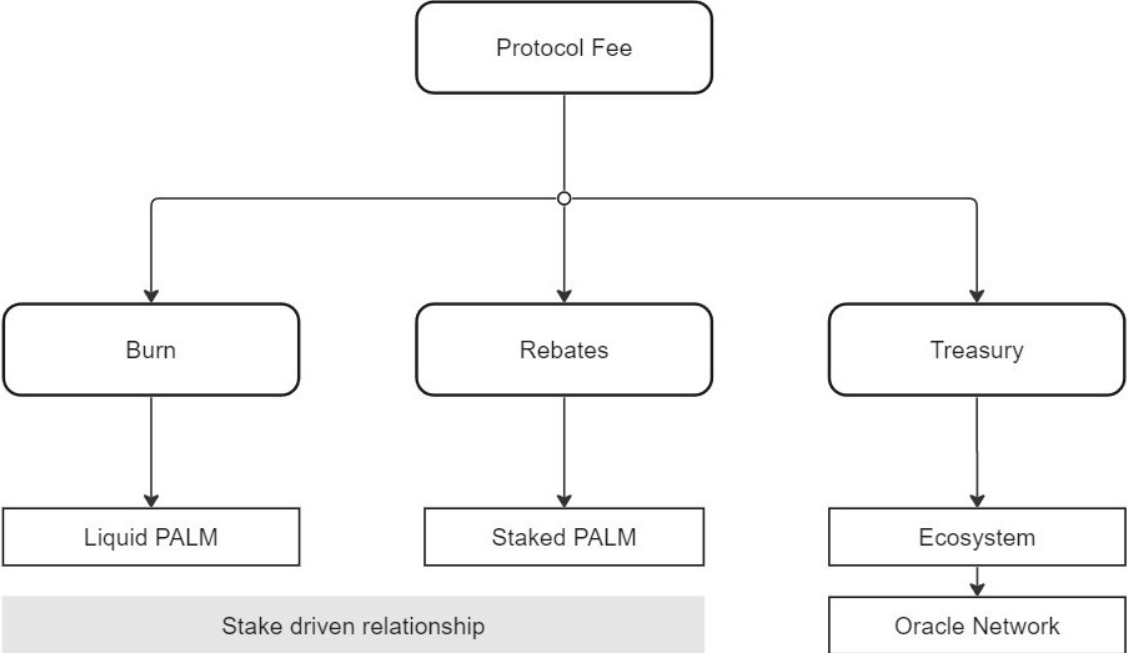 Protocol Fee
Burn
Rebates
Treasury
Liquid PALM
Staked PALM
Ecosystem
Stake driven relationship
Oracle Network